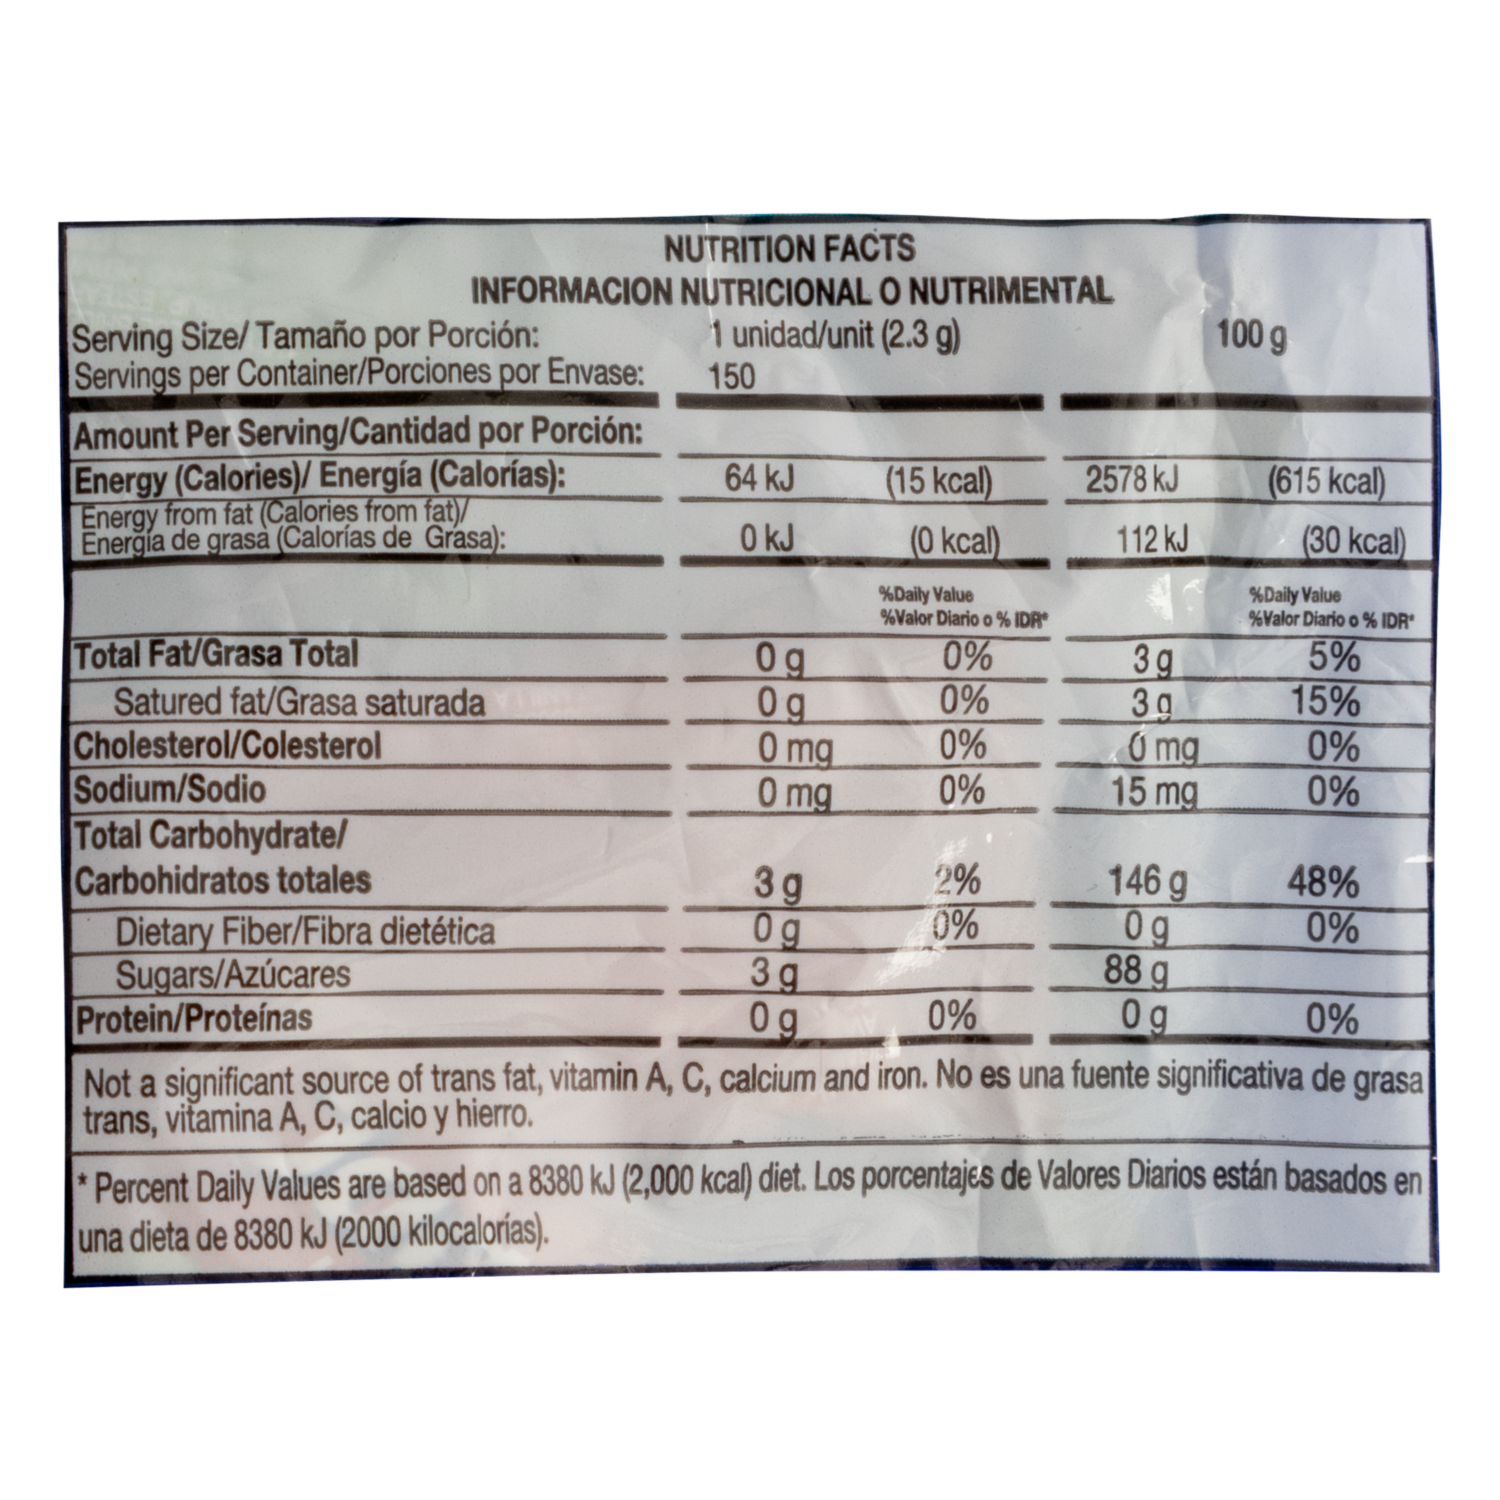 NUTRITION FACTS
INFORMACION NUTRICIONAL O NUTRIMENTAL
Serving Size/ Tamaño por Porción: 1 unidad/unit (2.3 g) 100 g
Servings per Container/Porciones por Envase: 150
Amount Per Serving/Cantidad por Porción:
Energy (Calories)/ Energía (Calorías): 64 kJ (15 kcal) 2578 kJ (615 kcal)
Energy from fat (Calories from fat)/
Energía de grasa (Calorías de Grasa): 0 kJ (0 kcal) 112 kJ (30 kcal)
%Daily Value %Daily Value
%Valor Diario o % IDR* %Valor Diario o % IDR*
Total Fat/Grasa Total 0 g 0% 3 g 5%
Satured fat/Grasa saturada 0 g 0% 3 g 15%
Cholesterol/Colesterol 0 mg 0% 0 mg 0%
Sodium/Sodio 0 mg 0% 15 mg 0%
Total Carbohydrate/
Carbohidratos totales 3 g 2% 146 g 48%
Dietary Fiber/Fibra dietética 0 g 0% 0 g 0%
Sugars/Azúcares 3 g 88 g
Protein/Proteínas 0 g 0% 0 g 0%
Not a significant source of trans fat, vitamin A, C, calcium and iron. No es una fuente significativa de grasa
trans, vitamina A, C, calcio y hierro.
* Percent Daily Values are based on a 8380 kJ (2,000 kcal) diet. Los porcentajes de Valores Diarios están basados en
una dieta de 8380 kJ (2000 kilocalorías).